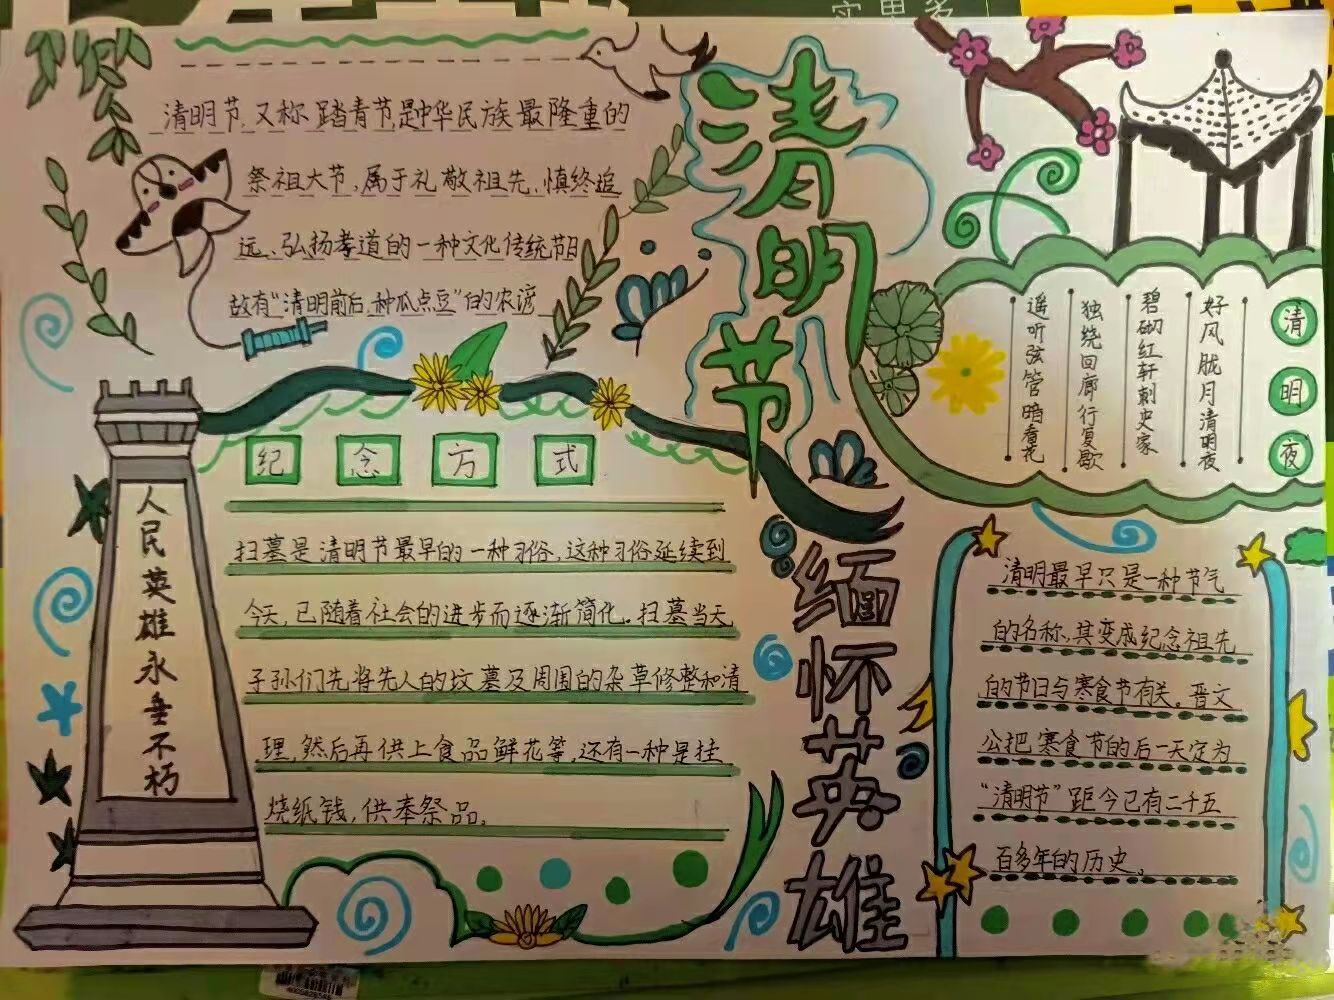 清明节
缅怀英雄
清明节,又称踏青节,是中华民族最隆重的
祭祖大节,属于礼敬祖先、慎终追
远、弘扬孝道的一种文化传统节日
故有“清明前后,种瓜点豆”的农谚
清明夜
好风胧月清明夜
碧砌红轩刺史家
独绕回廊行复歇
遥听弦管暗看花
纪念方式
扫墓是清明节最早的一种习俗,这种习俗延续到
今天,已随着社会的进步而逐渐简化。扫墓当天
子孙们先将先人的坟墓及周围的杂草修整和清
理,然后再供上食品鲜花等,还有一种是挂
烧纸钱,供奉祭品。
人民英雄永垂不朽
清明最早只是一种节气
的名称,其变成纪念祖先
的节日与寒食节有关。晋文
公把寒食节的后一天定为
“清明节”距今已有二千五
百多年的历史。